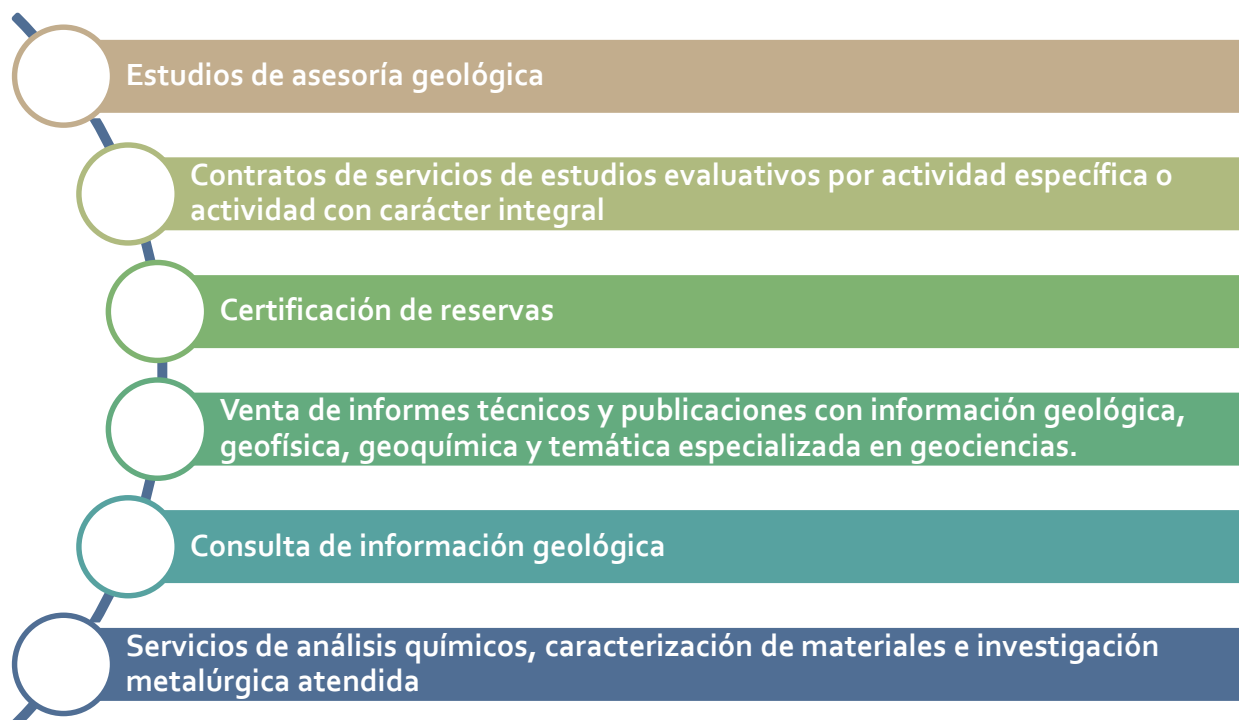 Estudios de asesoría geológica
Contratos de servicios de estudios evaluativos por actividad específica o
actividad con carácter integral
Certificación de reservas
Venta de informes técnicos y publicaciones con información geológica,
geofísica, geoquímica y temática especializada en geociencias.
Consulta de información geológica
Servicios de análisis químicos, caracterización de materiales e investigación
metalúrgica atendida